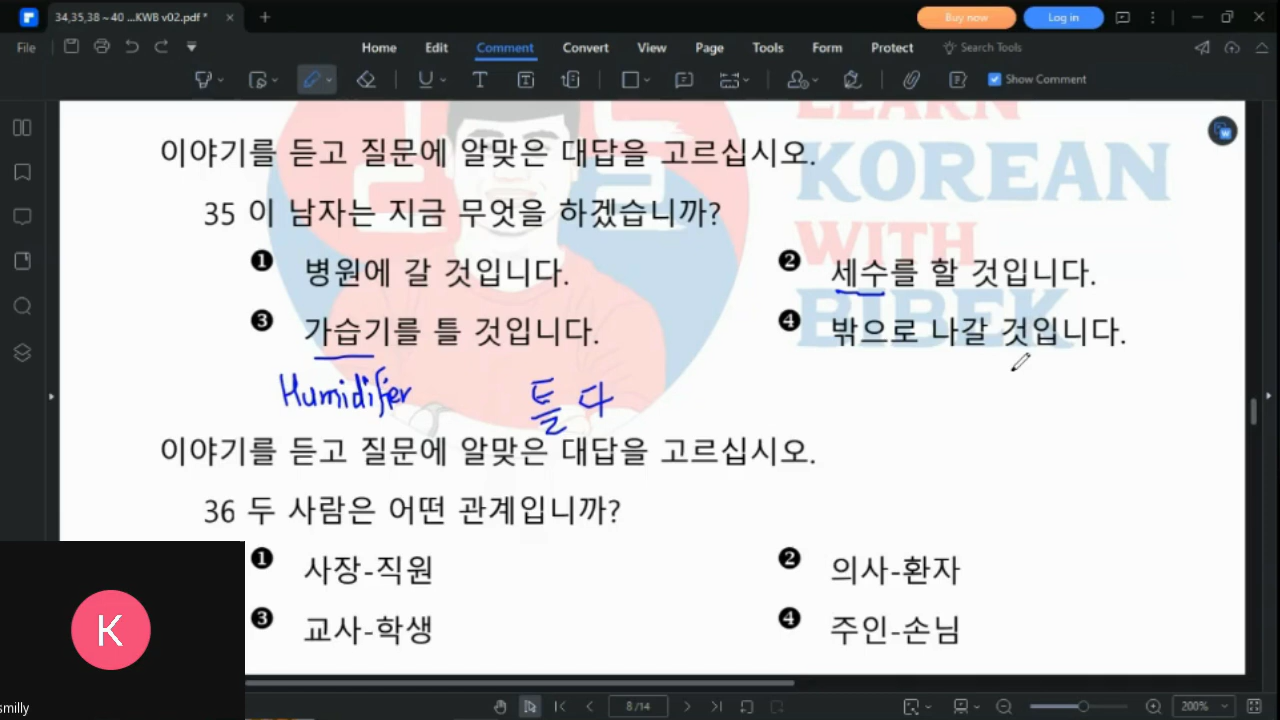 34,35,38 ~ 40 ...KWB v02.pdf *
Buy now
Log in
File
Home
Edit
Comment
Convert
View
Page
Tools
Form
Protect
Search Tools
Show Comment
LEARN
KOREAN
WITH
BIBEK
이야기를 듣고 질문에 알맞은 대답을 고르십시오.
35 이 남자는 지금 무엇을 하겠습니까?
❶ 병원에 갈 것입니다.
❷ 세수를 할 것입니다.
❸ 가습기를 틀 것입니다.
❹ 밖으로 나갈 것입니다.
Humidifer
틀다
이야기를 듣고 질문에 알맞은 대답을 고르십시오.
36 두 사람은 어떤 관계입니까?
❶ 사장-직원
❷ 의사-환자
❸ 교사-학생
❹ 주인-손님
K
smilly
8 /14
200%